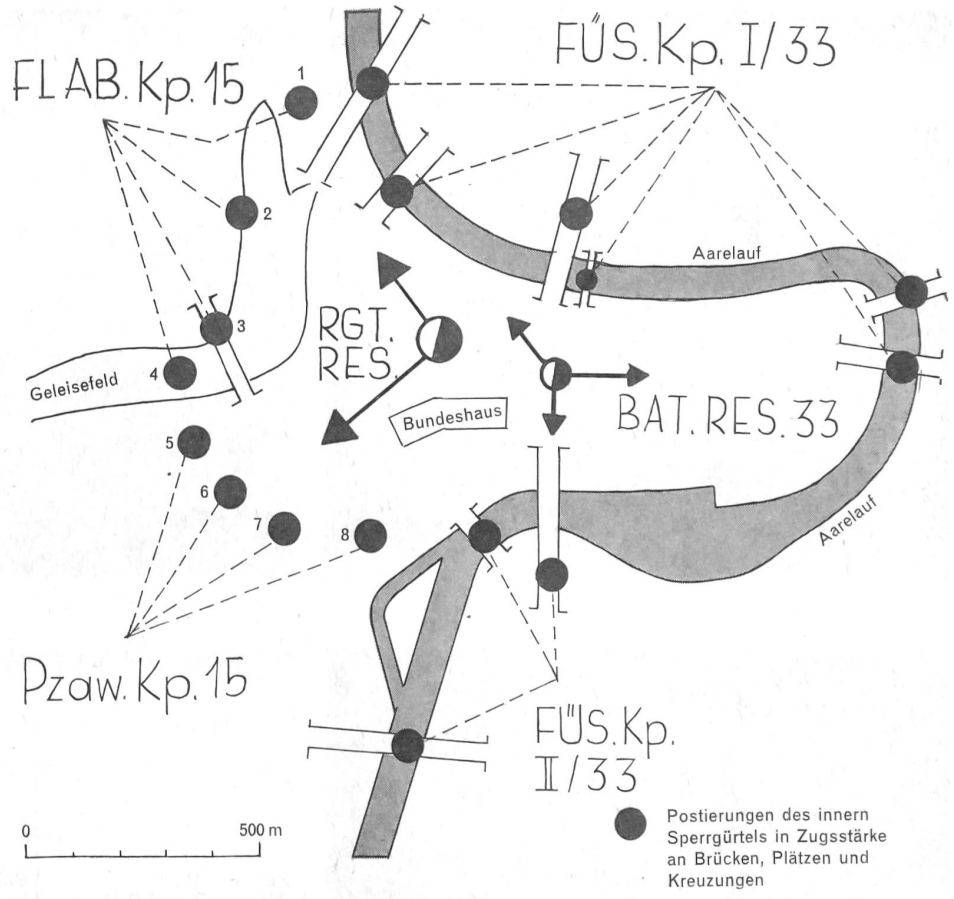 FLAB. Kp. 15
FÜS. Kp. I/33
1
2
3
4
Aarelauf
RGT.
RES.
Geleisefeld
Bundeshaus
BAT. RES. 33
5
6
7
8
Aarelauf
Pzaw. Kp. 15
FÜS. Kp.
II/33
0
500 m
Postierungen des innern
Sperrgürtels in Zugsstärke
an Brücken, Plätzen und
Kreuzungen